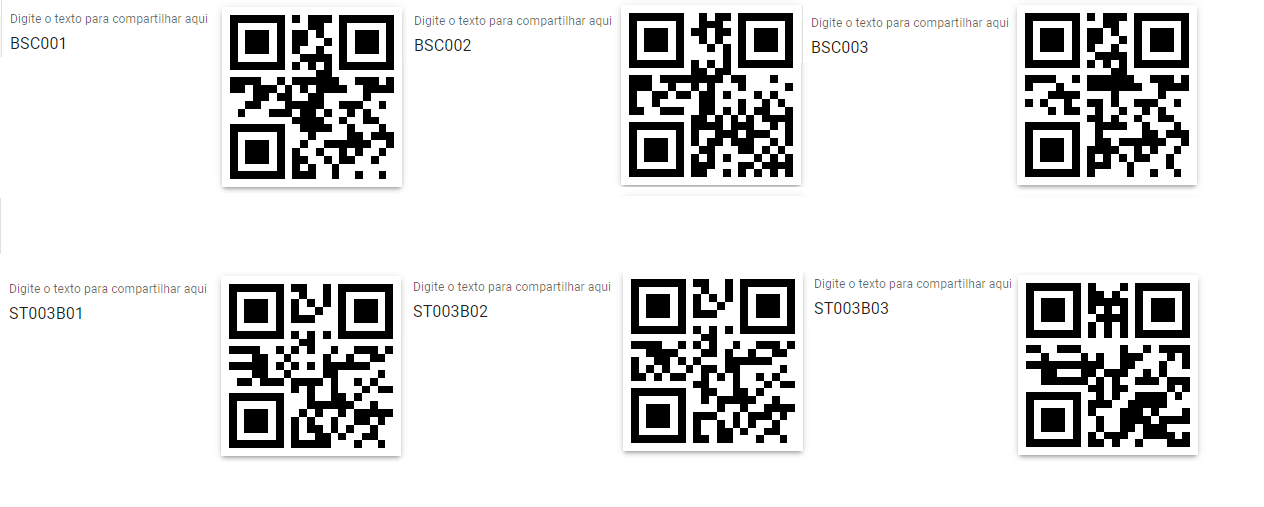 Digite o texto para compartilhar aqui
BSC001
Digite o texto para compartilhar aqui
BSC002
Digite o texto para compartilhar aqui
BSC003
Digite o texto para compartilhar aqui
ST003B01
Digite o texto para compartilhar aqui
ST003B02
Digite o texto para compartilhar aqui
ST003B03